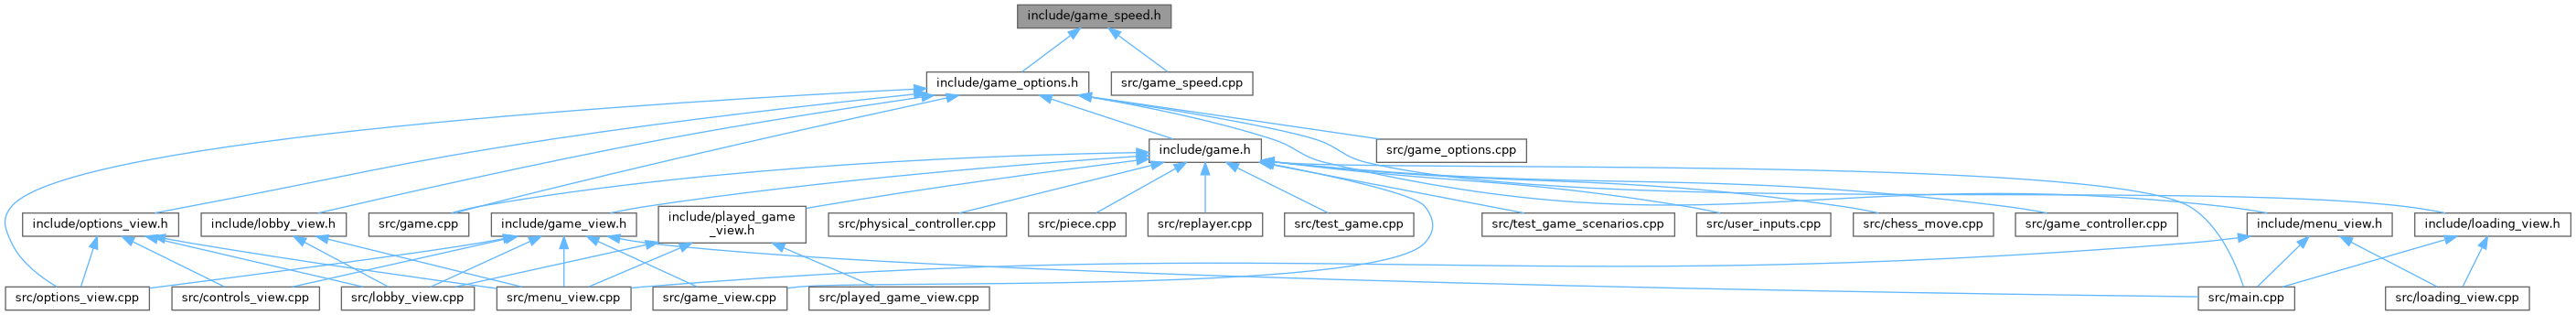 include/game_speed.h
include/game_options.h
src/game_speed.cpp
include/game.h
src/game_options.cpp
include/options_view.h
include/lobby_view.h
src/game.cpp
include/game_view.h
include/played_game
_view.h
src/physical_controller.cpp
src/piece.cpp
src/replayer.cpp
src/test_game.cpp
src/test_game_scenarios.cpp
src/user_inputs.cpp
src/chess_move.cpp
src/game_controller.cpp
include/menu_view.h
include/loading_view.h
src/options_view.cpp
src/controls_view.cpp
src/lobby_view.cpp
src/menu_view.cpp
src/game_view.cpp
src/played_game_view.cpp
src/main.cpp
src/loading_view.cpp